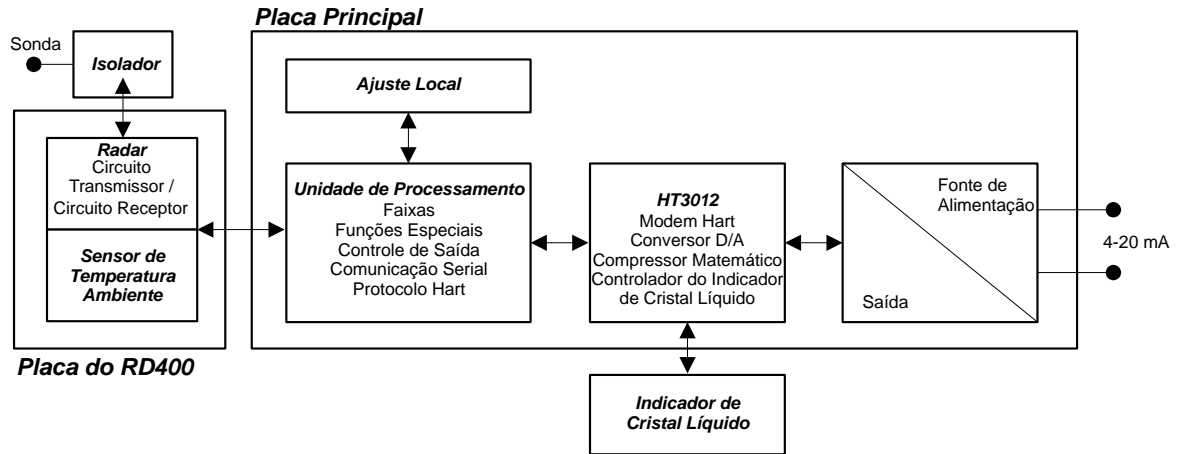 Placa Principal
Sonda
Isolador
Radar
Circuito
Transmissor /
Circuito Receptor
Sensor de
Temperatura
Ambiente
Placa do RD400
Ajuste Local
Unidade de Processamento
Faixas
Funções Especiais
Controle de Saída
Comunicação Serial
Protocolo Hart
HT3012
Modem Hart
Conversor D/A
Compressor Matemático
Controlador do Indicador
de Cristal Líquido
Fonte de
Alimentação
Saída
4-20 mA
Indicador de
Cristal Líquido